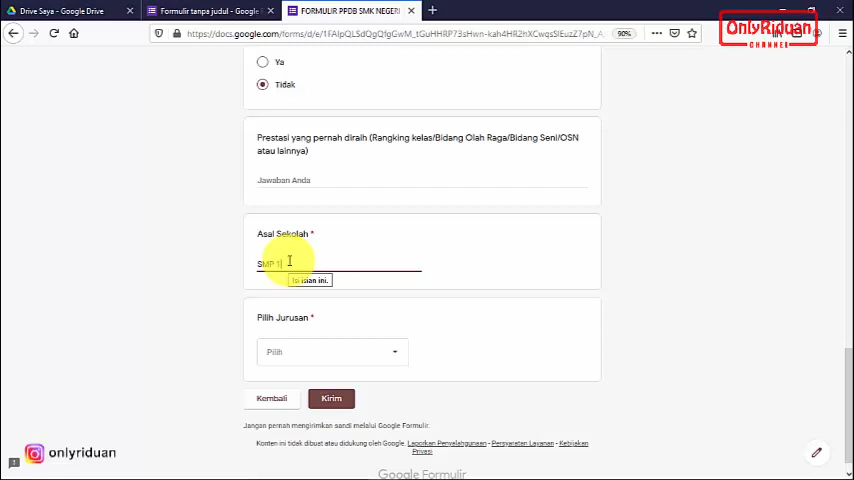 Drive Saya - Google Drive
Formulir tanpa judul - Google F
FORMULIR PPDB SMK NEGERI
https://docs.google.com/forms/d/e/
90%
OnlyRiduan
CHANNEL
Ya
Tidak
Prestasi yang pernah diraih (Rangking kelas/Bidang Olah Raga/Bidang Seni/OSN
atau lainnya)
Jawaban Anda
Asal Sekolah *
SMP 1
Isi isian ini.
Pilih Jurusan *
Pilih
Kembali
Kirim
Jangan pernah mengirimkan sandi melalui Google Formulir.
Konten ini tidak dibuat atau didukung oleh Google. Laporkan Penyalahgunaan - Persyaratan Layanan - Kebijakan
Privasi
Google Formulir
onlyriduan